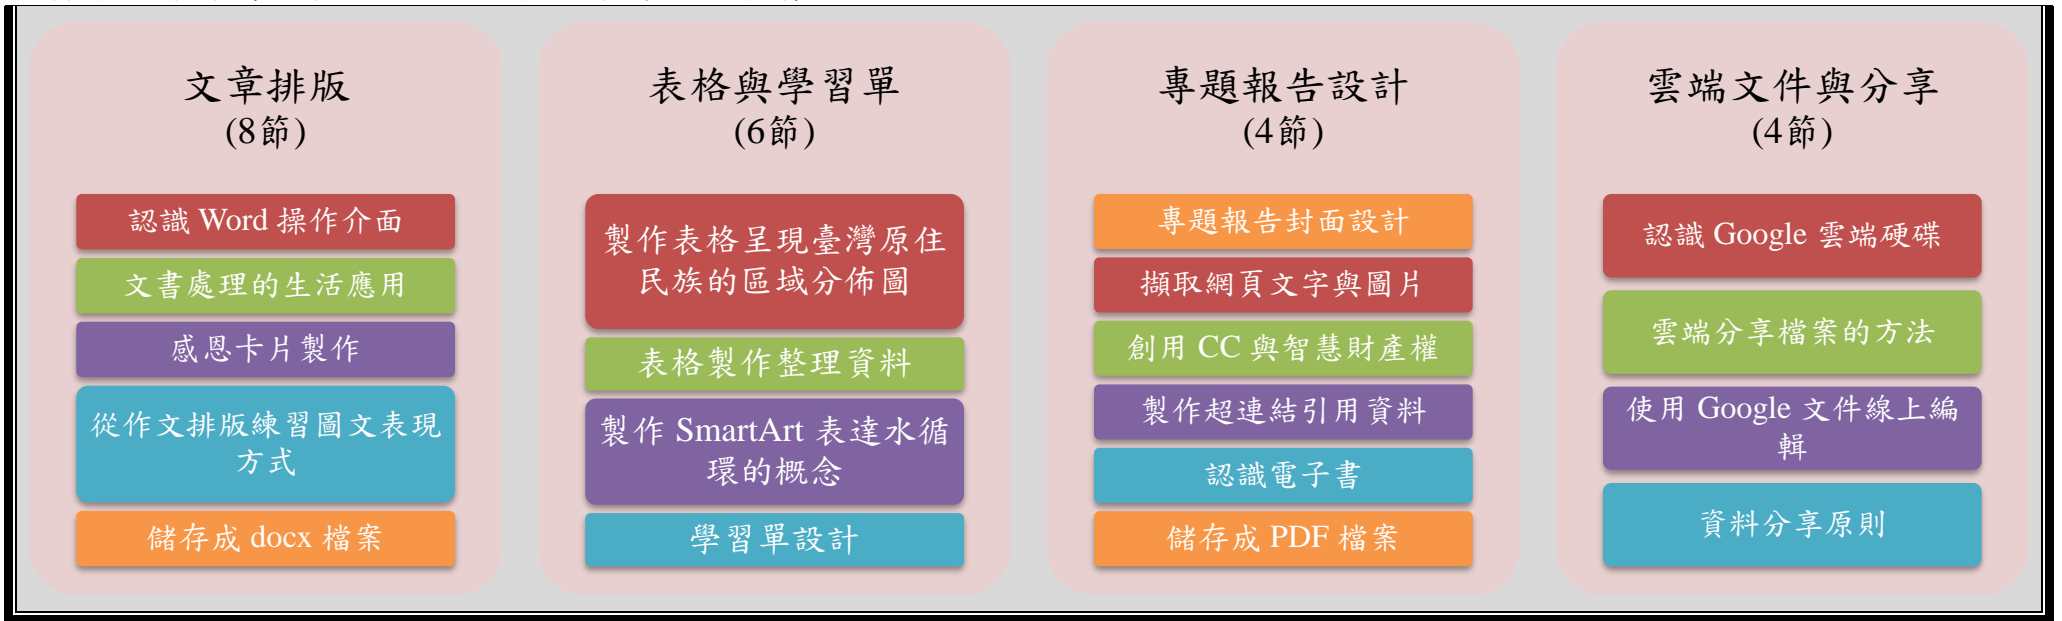 文章排版
(8節)
認識 Word 操作介面
文書處理的生活應用
感恩卡片製作
從作文排版練習圖文表現
方式
儲存成 docx 檔案
表格與學習單
(6節)
製作表格呈現臺灣原住
民族的區域分佈圖
表格製作整理資料
製作 SmartArt 表達水循
環的概念
學習單設計
專題報告設計
(4節)
專題報告封面設計
擷取網頁文字與圖片
創用 CC 與智慧財產權
製作超連結引用資料
認識電子書
儲存成 PDF 檔案
雲端文件與分享
(4節)
認識 Google 雲端硬碟
雲端分享檔案的方法
使用 Google 文件線上編
輯
資料分享原則